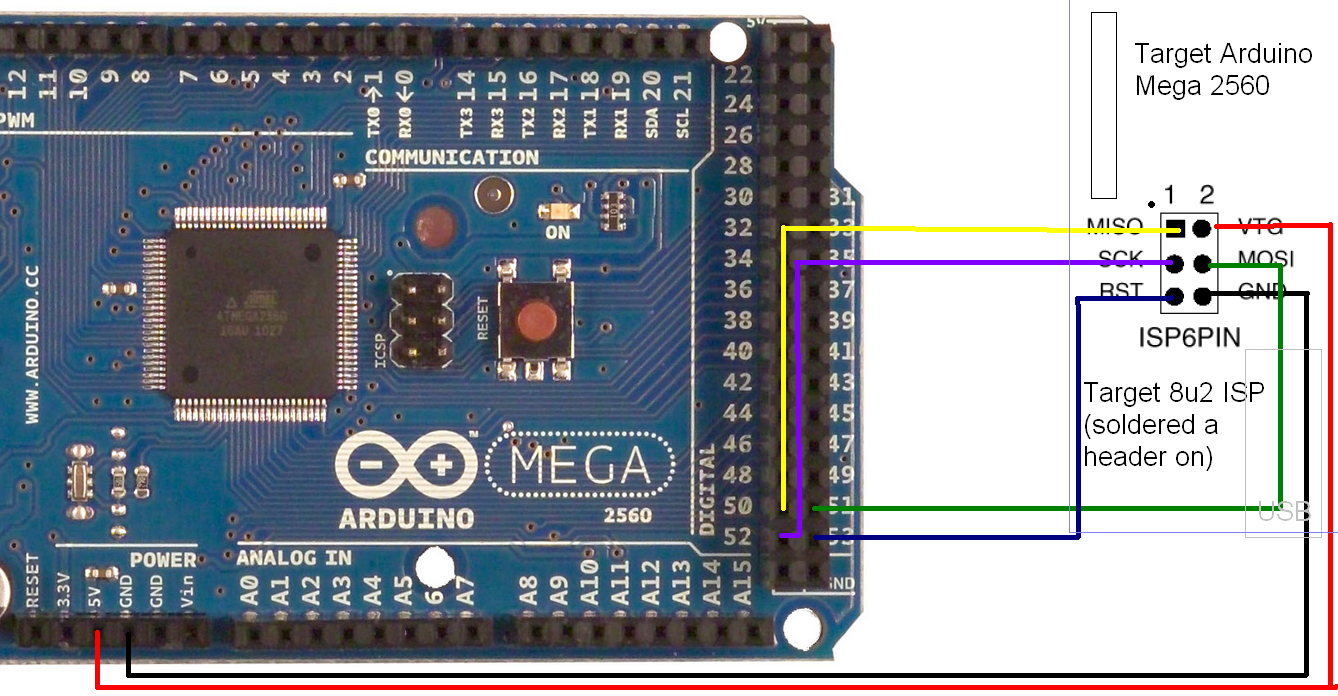 5V
12 11 10 9 8 7 6 5 4 3 2 1 0 14 15 16 17 18 19 20 21
TX0→ RX0← TX3 RX3 TX2 RX2 TX1 RX1 SDA SCL
PWM
COMMUNICATION
22
24
26
28
30 31
32 33
34 35
36 37
38 39
40 41
42 43
44 45
46 47
48 49
50 51
52 53
GND
DIGITAL
ON
RESET
ICSP
ATMEGA2560
WWW.ARDUINO.CC
MEGA
TM
ARDUINO
2560
POWER
ANALOG IN
RESET 3.3V 5V GND GND Vin
A0 A1 A2 A3 A4 A5 6 A7 A8 A9 A10 A11 A12 A13 A14 A15
Target Arduino
Mega 2560
1 2
MISO VTG
SCK MOSI
RST GND
ISP6PIN
Target 8u2 ISP
(soldered a
header on)
USB